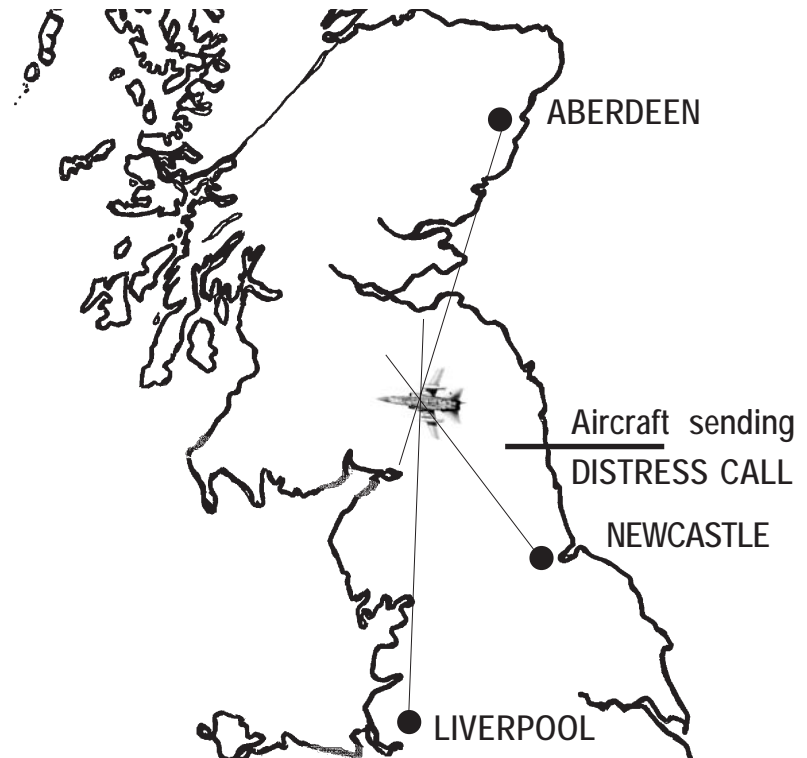 ABERDEEN
Aircraft sending
DISTRESS CALL
NEWCASTLE
LIVERPOOL